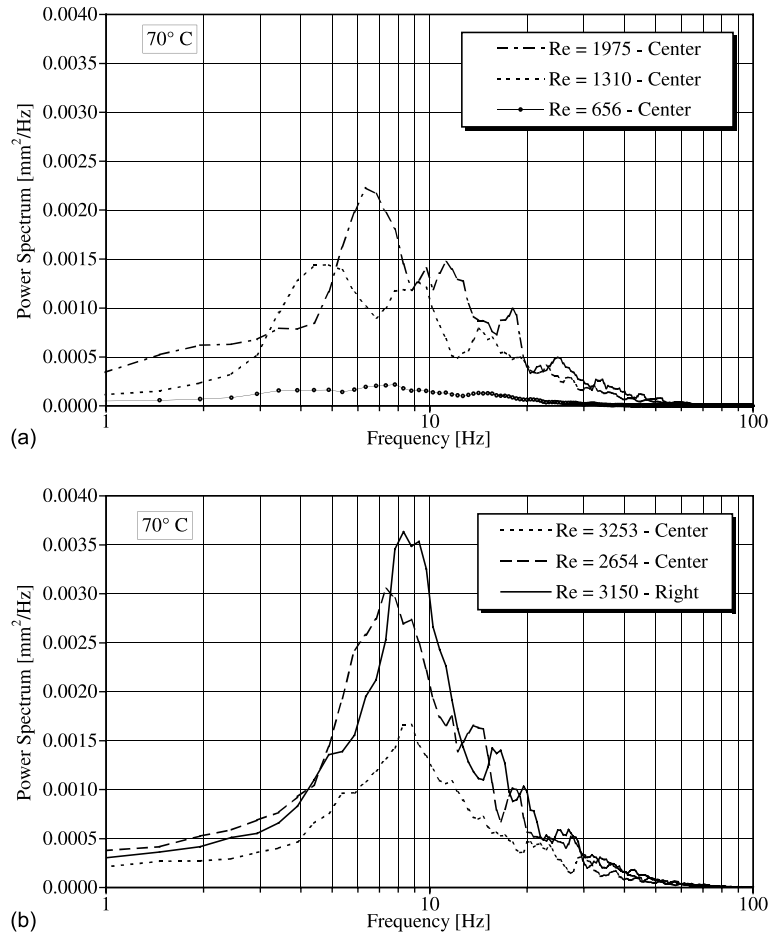 0.0040
70° C
Re = 1975 - Center
0.0035
Re = 1310 - Center
0.0030
Re = 656 - Center
0.0025
0.0020
0.0015
0.0010
0.0005
0.0000
Power Spectrum [mm²/Hz]
1
10
100
Frequency [Hz]
(a)
0.0040
70° C
Re = 3253 - Center
0.0035
Re = 2654 - Center
0.0030
Re = 3150 - Right
0.0025
0.0020
0.0015
0.0010
0.0005
0.0000
Power Spectrum [mm²/Hz]
1
10
100
Frequency [Hz]
(b)